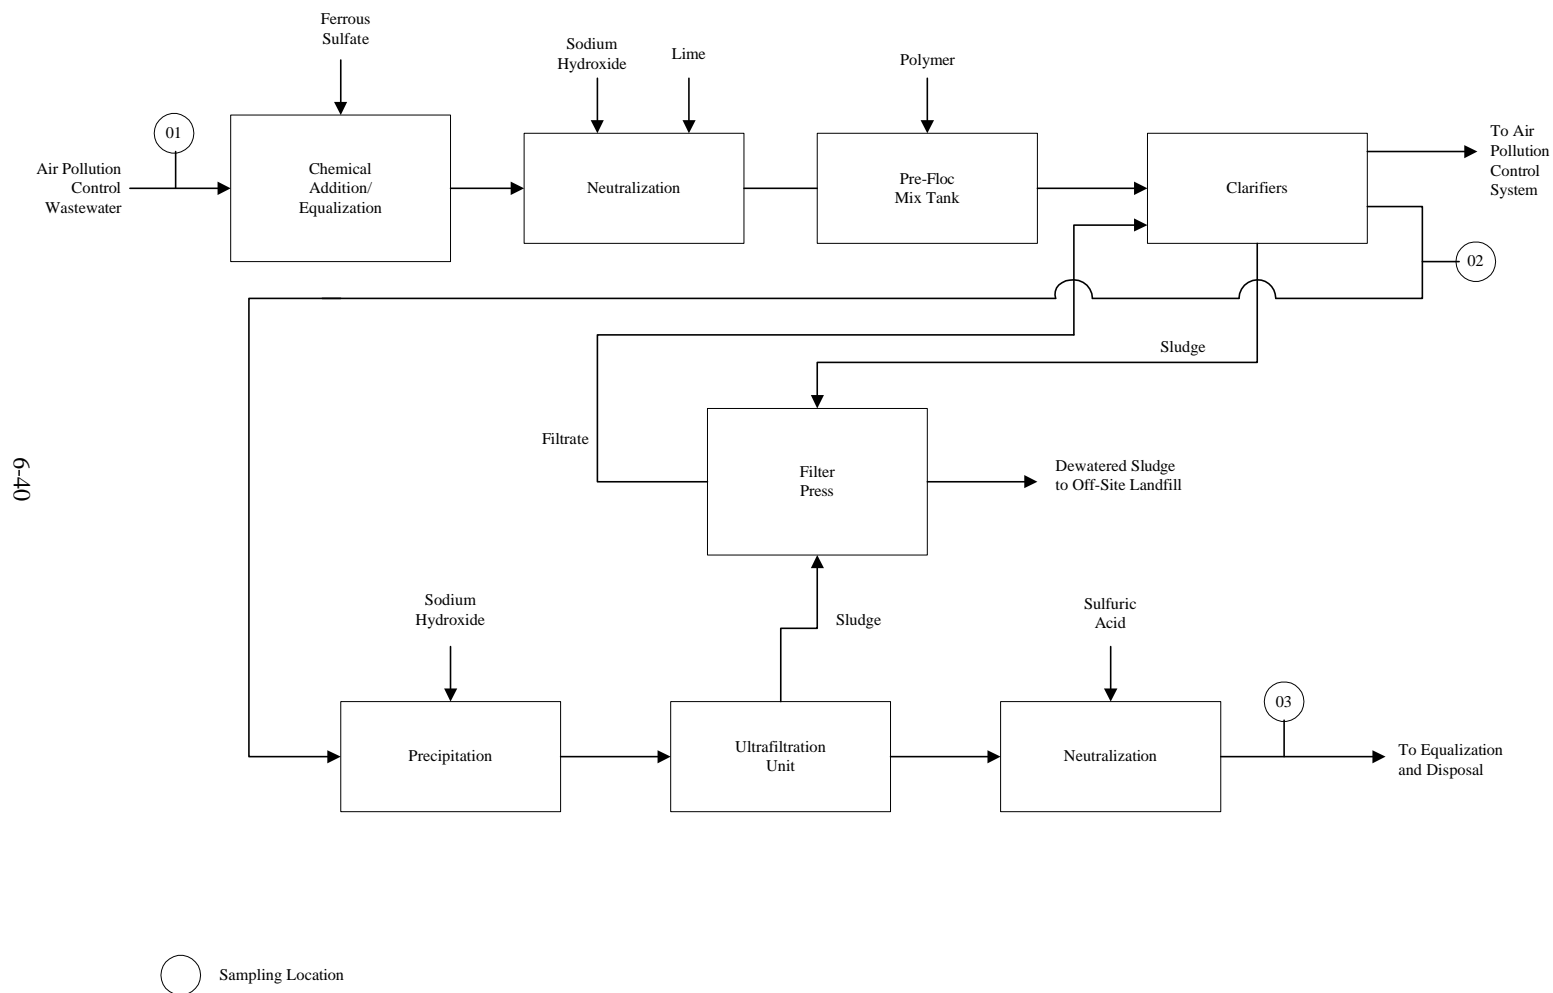 Ferrous
Sulfate
Sodium
Hydroxide
Lime
Polymer
01
Air Pollution
Control
Wastewater
Chemical
Addition/
Equalization
Neutralization
Pre-Floc
Mix Tank
Clarifiers
To Air
Pollution
Control
System
02
Sludge
Filtrate
Filter
Press
Dewatered Sludge
to Off-Site Landfill
6-40
Sodium
Hydroxide
Sludge
Sulfuric
Acid
03
Precipitation
Ultrafiltration
Unit
Neutralization
To Equalization
and Disposal
Sampling Location